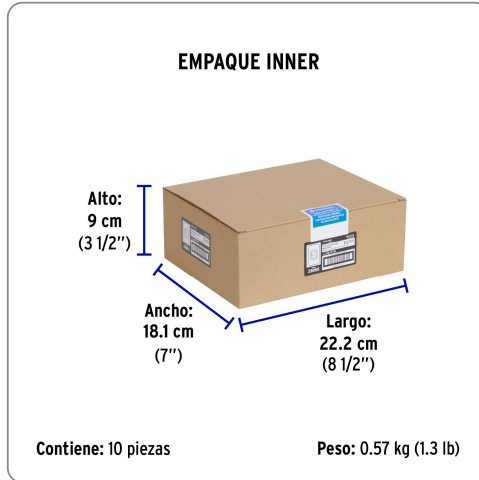 EMPAQUE INNER
Alto:
9 cm
(3 1/2”)
Ancho:
18.1 cm
(7”)
Largo:
22.2 cm
(8 1/2”)
Contiene: 10 piezas
Peso: 0.57 kg (1.3 lb)